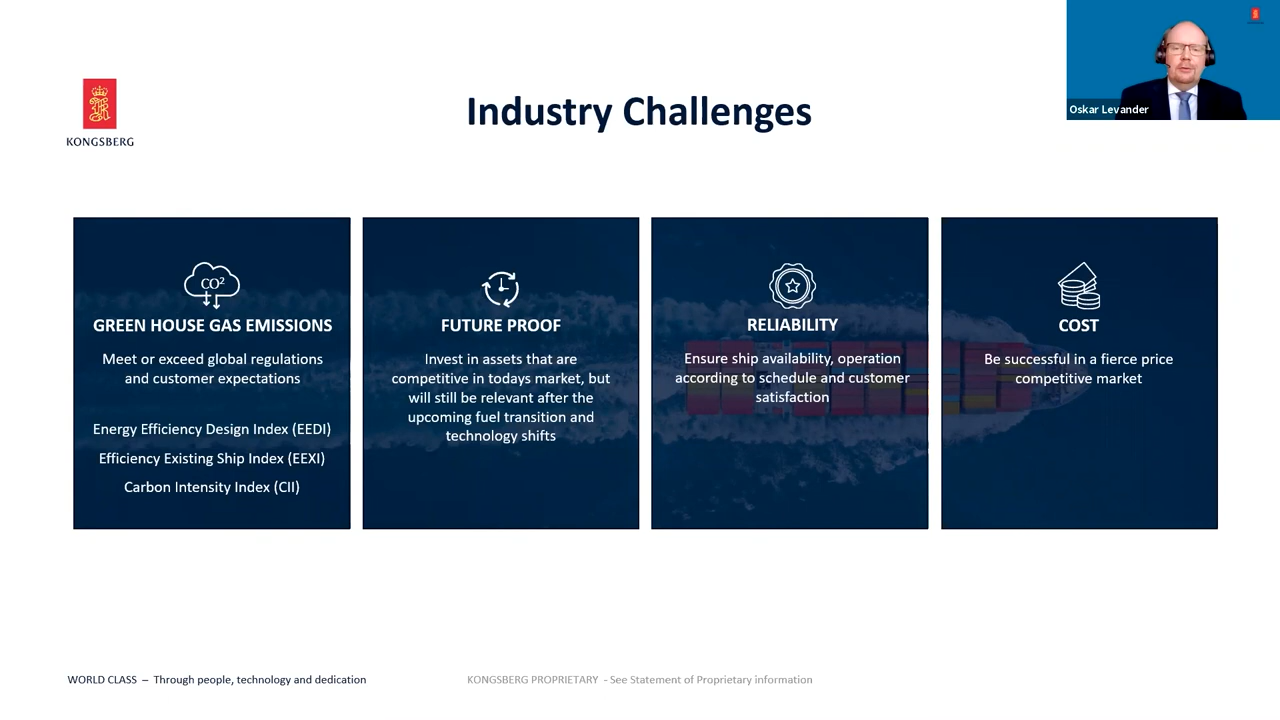 Oskar Levander
KONGSBERG
Industry Challenges
CO²
GREEN HOUSE GAS EMISSIONS
Meet or exceed global regulations
and customer expectations
Energy Efficiency Design Index (EEDI)
Efficiency Existing Ship Index (EEXI)
Carbon Intensity Index (CII)
FUTURE PROOF
Invest in assets that are
competitive in todays market, but
will still be relevant after the
upcoming fuel transition and
technology shifts
RELIABILITY
Ensure ship availability, operation
according to schedule and customer
satisfaction
COST
Be successful in a fierce price
competitive market
WORLD CLASS – Through people, technology and dedication
KONGSBERG PROPRIETARY - See Statement of Proprietary information